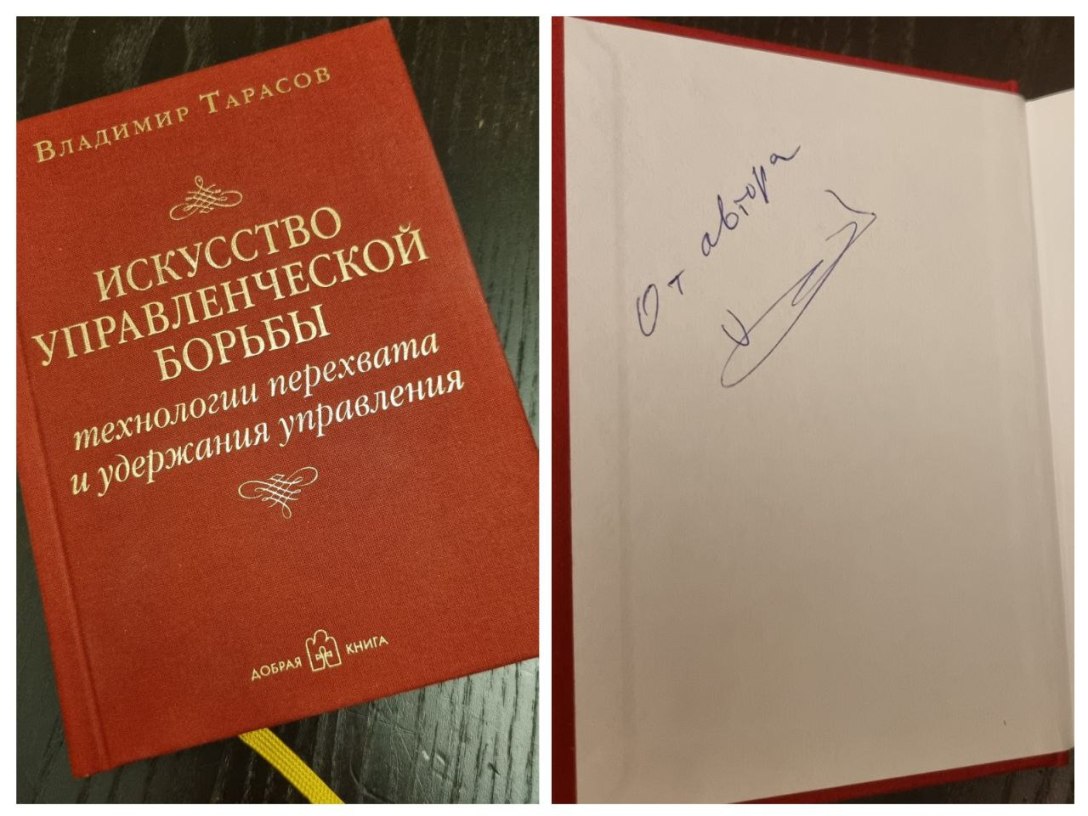 ВЛАДИМИР ТАРАСОВ
ИСКУССТВО
УПРАВЛЕНЧЕСКОЙ
БОРЬБЫ
технологии перехвата
и удержания управления
ДОБРАЯ КНИГА
От автора